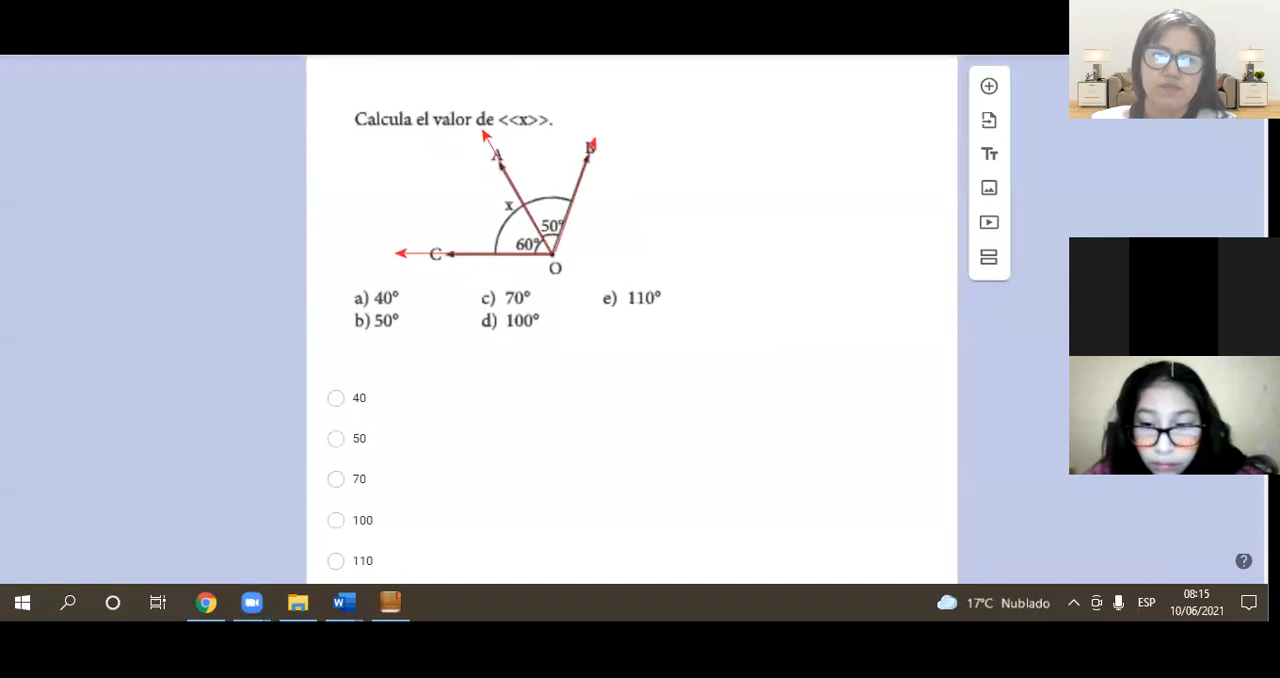 Calcula el valor de <<x>>.
A
B
x
50°
60°
C
O
a) 40° c) 70° e) 110°
b) 50° d) 100°
40
50
70
100
110
Tт
?
W
17°C Nublado
ESP
08:15
10/06/2021